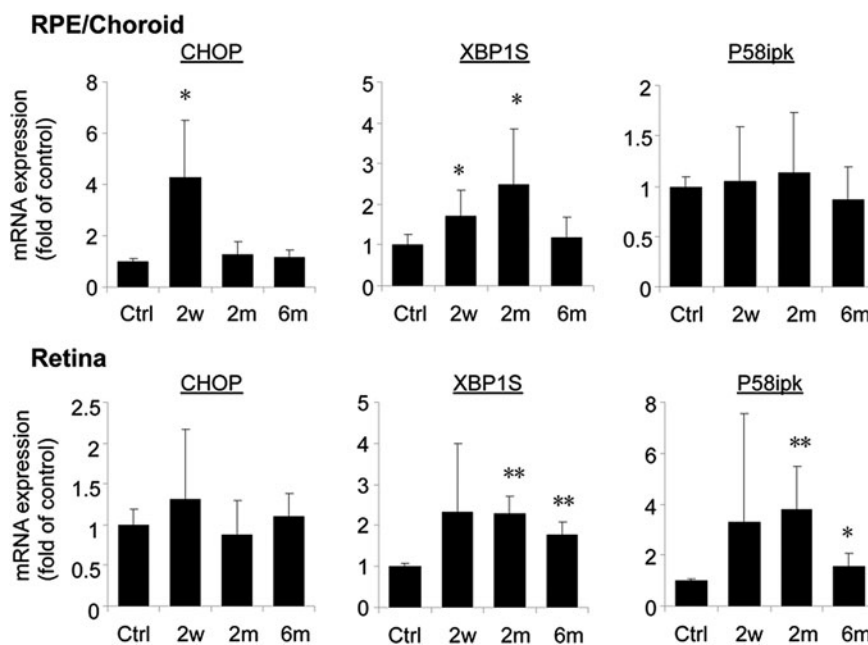 RPE/Choroid
CHOP
XBP1S
P58ipk
mRNA expression
(fold of control)
8
6
4
2
0
*
Ctrl 2w 2m 6m
5
4
3
2
1
0
*
*
Ctrl 2w 2m 6m
2
1.5
1
0.5
0
Ctrl 2w 2m 6m
Retina
CHOP
XBP1S
P58ipk
mRNA expression
(fold of control)
2.5
2
1.5
1
0.5
0
Ctrl 2w 2m 6m
5
4
3
2
1
0
**
**
Ctrl 2w 2m 6m
8
6
4
2
0
**
*
Ctrl 2w 2m 6m